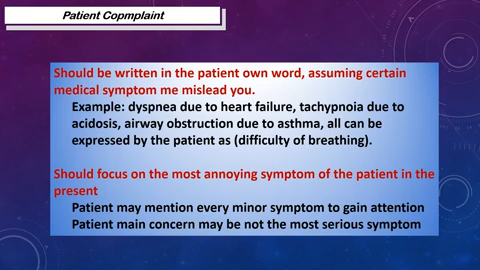 Patient Copmplaint
Should be written in the patient own word, assuming certain
medical symptom me mislead you.
Example: dyspnea due to heart failure, tachypnoia due to
acidosis, airway obstruction due to asthma, all can be
expressed by the patient as (difficulty of breathing).
Should focus on the most annoying symptom of the patient in the
present
Patient may mention every minor symptom to gain attention
Patient main concern may be not the most serious symptom